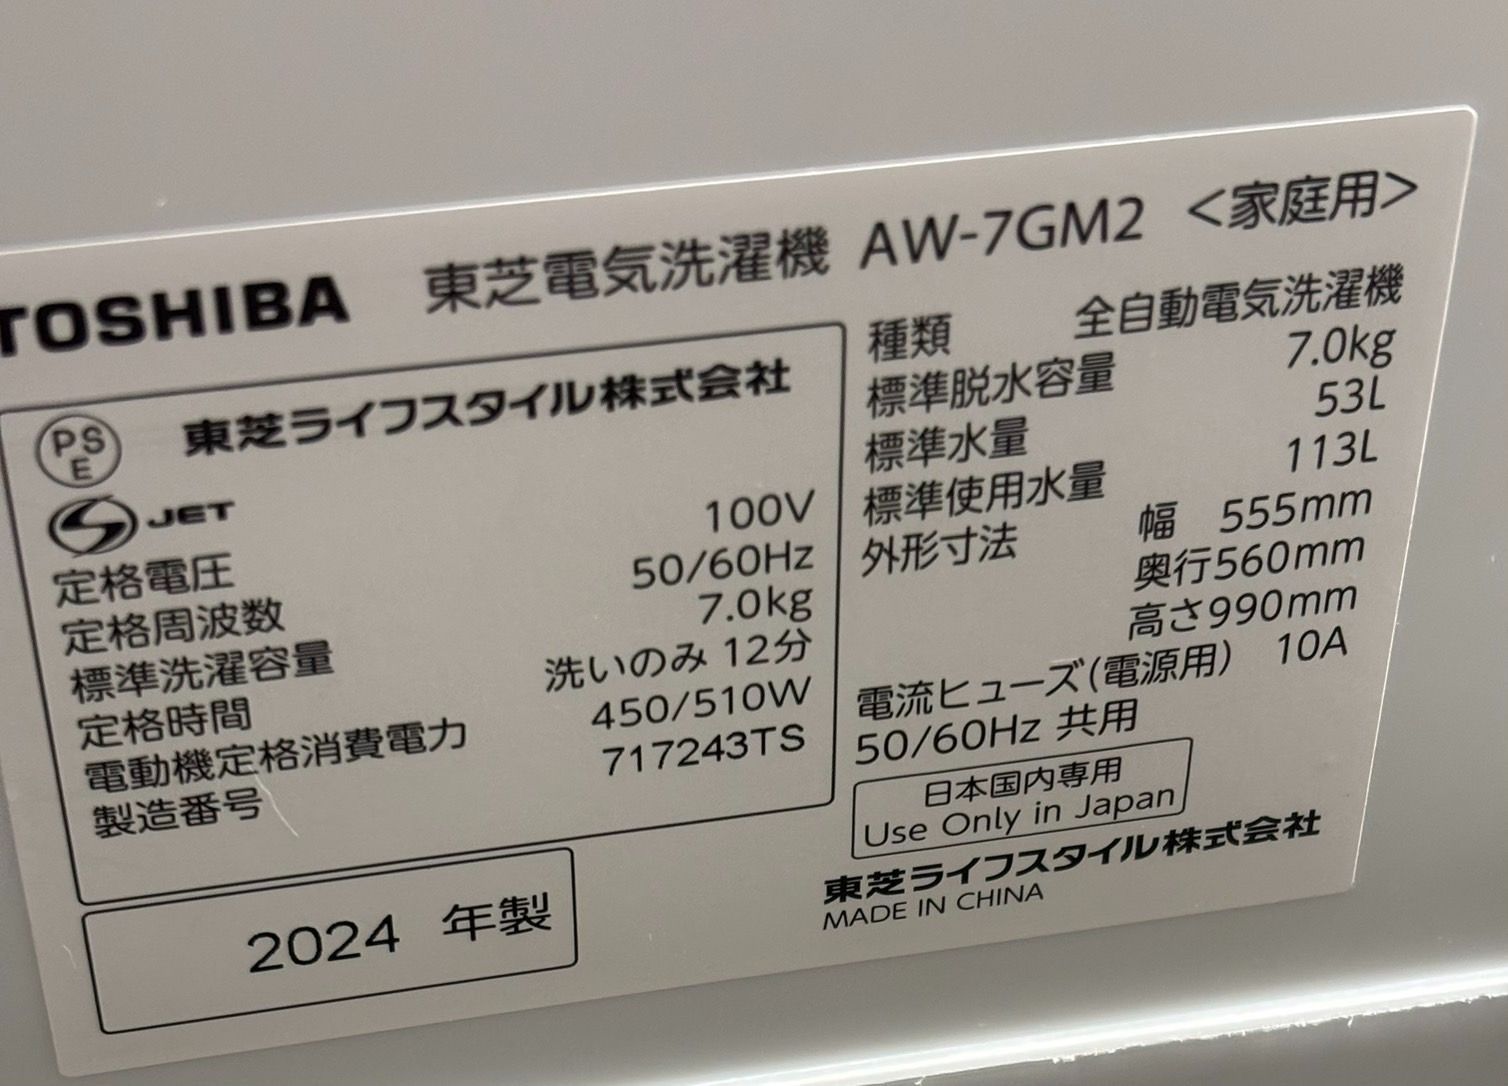 TOSHIBA 東芝電気洗濯機 AW-7GM2 <家庭用>
PSE 東芝ライフスタイル株式会社
JET
定格電圧 100V
定格周波数 50/60Hz
標準洗濯容量 7.0kg
定格時間 洗いのみ 12分
電動機定格消費電力 450/510W
製造番号 717243TS
2024 年製
種類 全自動電気洗濯機
標準脱水容量 7.0kg
標準水量 53L
標準使用水量 113L
外形寸法 幅 555mm
奥行560mm
高さ990mm
電流ヒューズ(電源用) 10A
50/60Hz 共用
日本国内専用
Use Only in Japan
東芝ライフスタイル株式会社
MADE IN CHINA